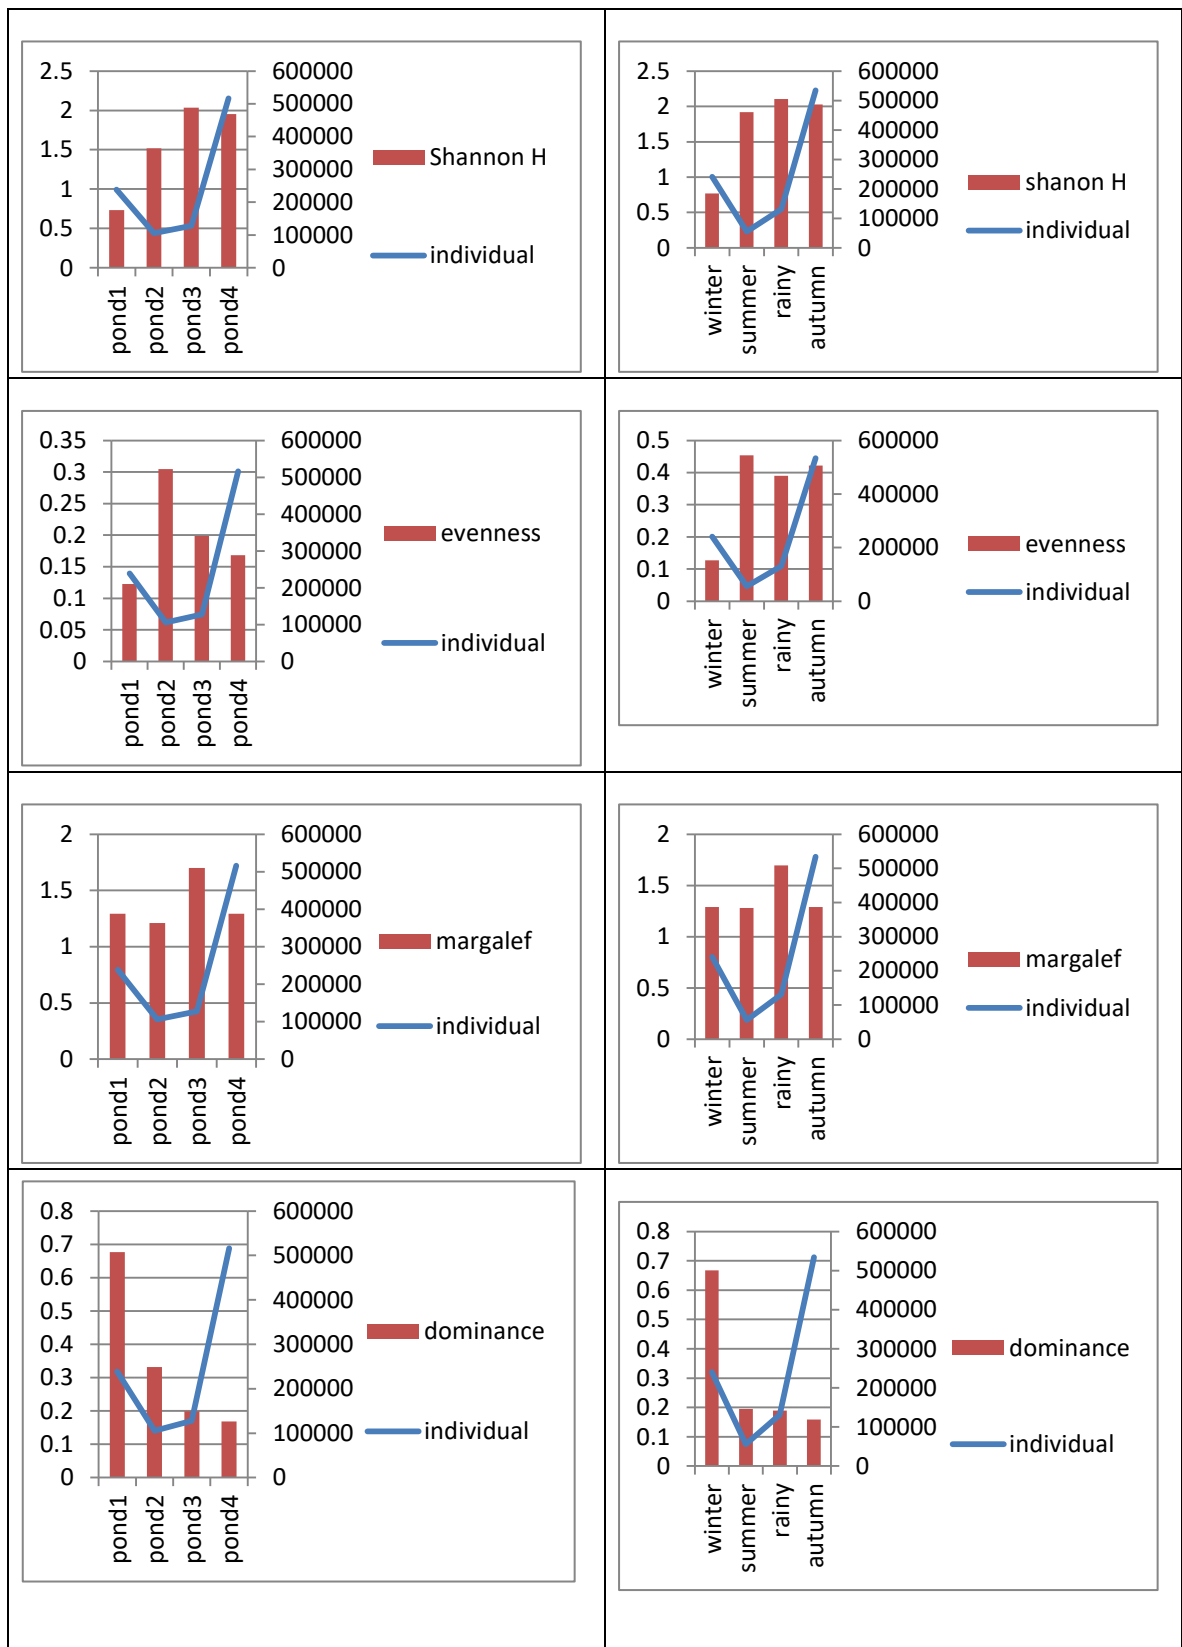 2.5
2
1.5
1
0.5
0
600000
500000
400000
300000
200000
100000
0
pond1
pond2
pond3
pond4
Shannon H
individual
2.5
2
1.5
1
0.5
0
600000
500000
400000
300000
200000
100000
0
winter
summer
rainy
autumn
shanon H
individual
0.35
0.3
0.25
0.2
0.15
0.1
0.05
0
600000
500000
400000
300000
200000
100000
0
pond1
pond2
pond3
pond4
evenness
individual
0.5
0.4
0.3
0.2
0.1
0
600000
400000
200000
0
winter
summer
rainy
autumn
evenness
individual
2
1.5
1
0.5
0
600000
500000
400000
300000
200000
100000
0
pond1
pond2
pond3
pond4
margalef
individual
2
1.5
1
0.5
0
600000
500000
400000
300000
200000
100000
0
winter
summer
rainy
autumn
margalef
individual
0.8
0.7
0.6
0.5
0.4
0.3
0.2
0.1
0
600000
500000
400000
300000
200000
100000
0
pond1
pond2
pond3
pond4
dominance
individual
0.8
0.7
0.6
0.5
0.4
0.3
0.2
0.1
0
600000
500000
400000
300000
200000
100000
0
winter
summer
rainy
autumn
dominance
individual